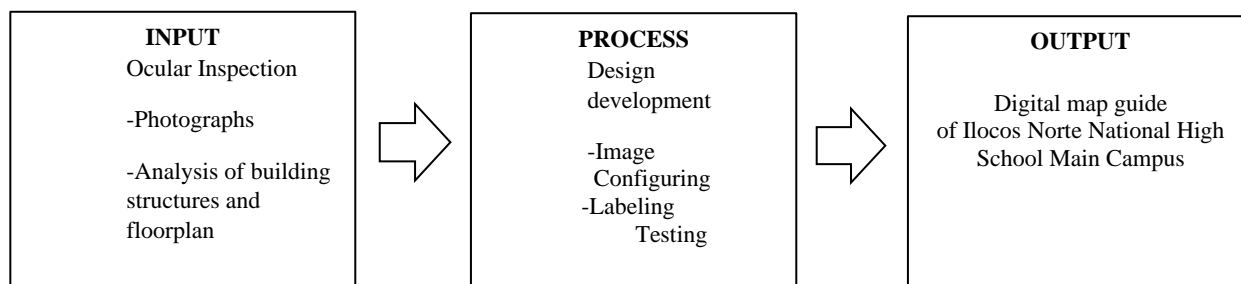 INPUT
Ocular Inspection
-Photographs
-Analysis of building
structures and
floorplan
PROCESS
Design
development
-Image
Configuring
-Labeling
Testing
OUTPUT
Digital map guide
of Ilocos Norte National High
School Main Campus